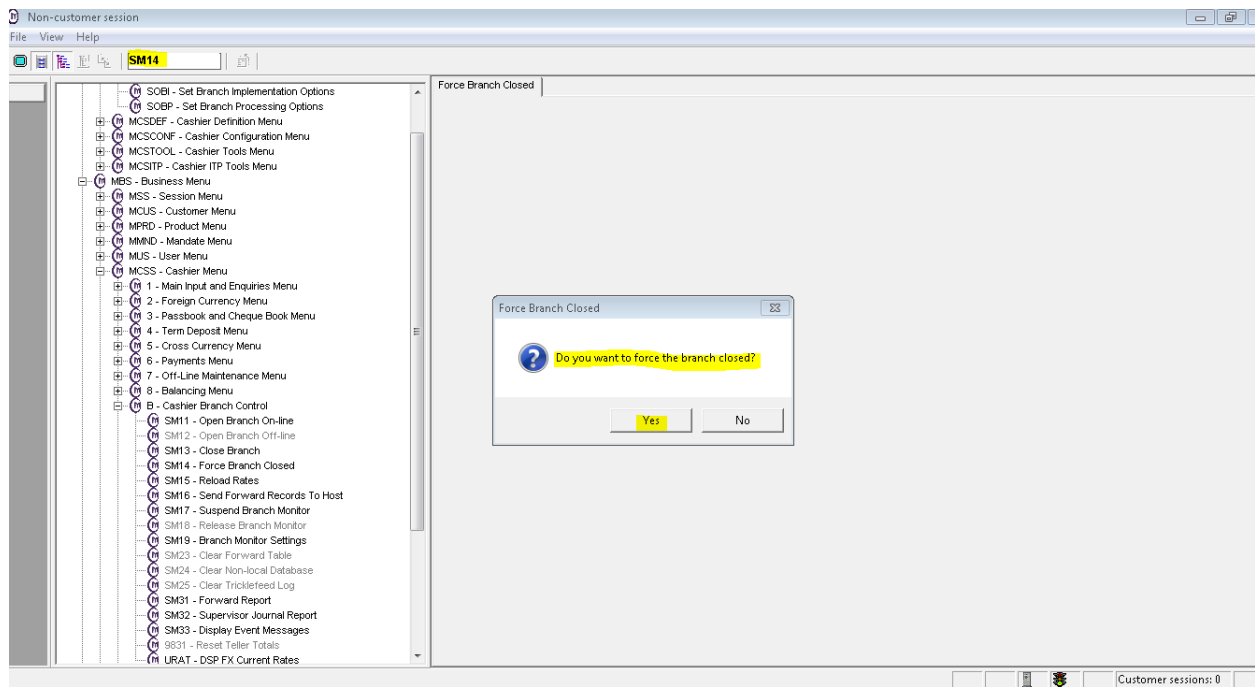 Non-customer session
File View Help
SM14
Force Branch Closed
SOBI - Set Branch Implementation Options
SOBP - Set Branch Processing Options
MCSDEF - Cashier Definition Menu
MCSCONF - Cashier Configuration Menu
MCSTOOL - Cashier Tools Menu
MCSITP - Cashier ITP Tools Menu
MBS - Business Menu
MSS - Session Menu
MCUS - Customer Menu
MPRD - Product Menu
MMND - Mandate Menu
MUS - User Menu
MCSS - Cashier Menu
1 - Main Input and Enquiries Menu
2 - Foreign Currency Menu
3 - Passbook and Cheque Book Menu
4 - Term Deposit Menu
5 - Cross Currency Menu
6 - Payments Menu
7 - Off-Line Maintenance Menu
8 - Balancing Menu
B - Cashier Branch Control
SM11 - Open Branch On-line
SM12 - Open Branch Off-line
SM13 - Close Branch
SM14 - Force Branch Closed
SM15 - Reload Rates
SM16 - Send Forward Records To Host
SM17 - Suspend Branch Monitor
SM18 - Release Branch Monitor
SM19 - Branch Monitor Settings
SM23 - Clear Forward Table
SM24 - Clear Non-local Database
SM25 - Clear Tricklefeed Log
SM31 - Forward Report
SM32 - Supervisor Journal Report
SM33 - Display Event Messages
9831 - Reset Teller Totals
URAT - DSP FX Current Rates
Force Branch Closed
Do you want to force the branch closed?
Yes No
Customer sessions: 0